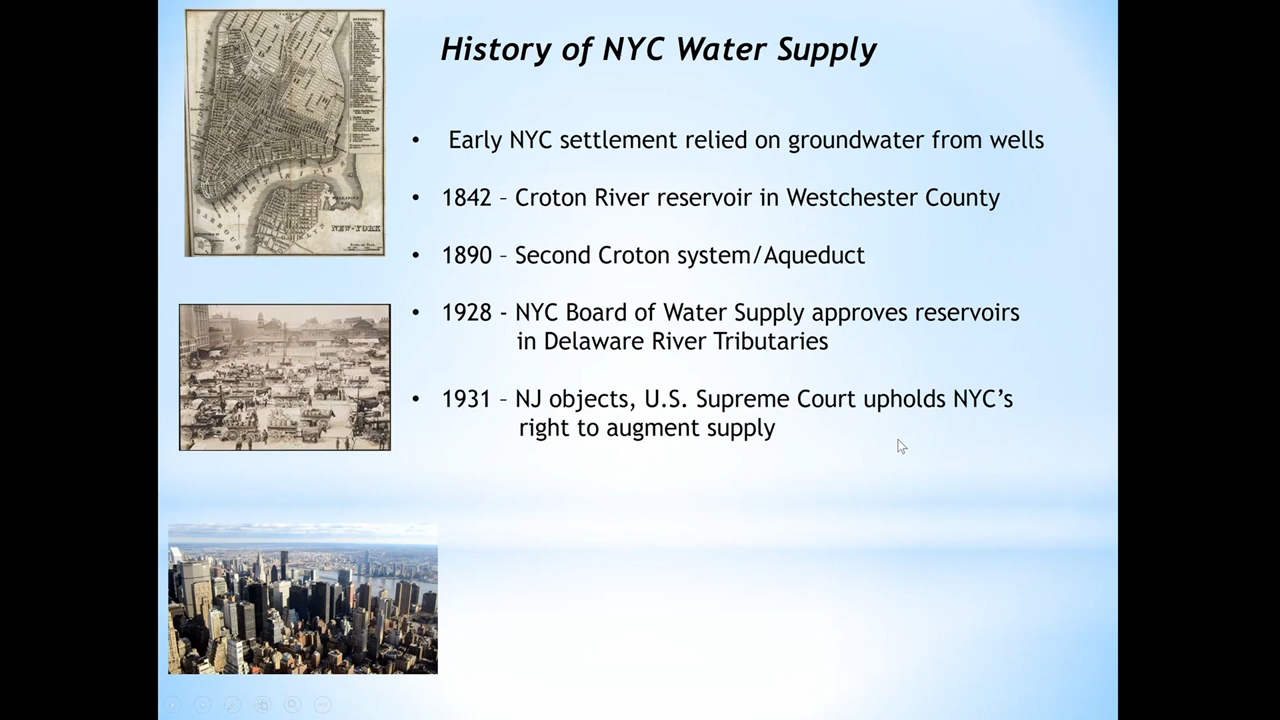 History of NYC Water Supply
• Early NYC settlement relied on groundwater from wells
• 1842 – Croton River reservoir in Westchester County
• 1890 – Second Croton system/Aqueduct
• 1928 - NYC Board of Water Supply approves reservoirs
in Delaware River Tributaries
• 1931 – NJ objects, U.S. Supreme Court upholds NYC’s
right to augment supply
NEW-YORK